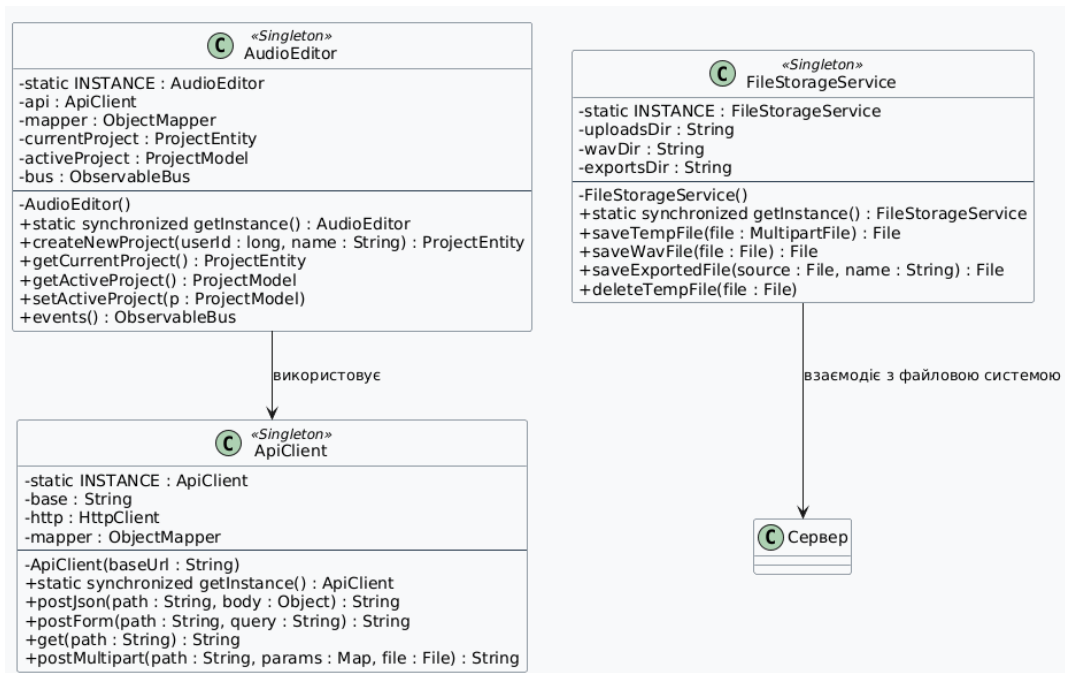 «Singleton»
C AudioEditor
-static INSTANCE : AudioEditor
-api : ApiClient
-mapper : ObjectMapper
-currentProject : ProjectEntity
-activeProject : ProjectModel
-bus : ObservableBus
-AudioEditor()
+static synchronized getInstance() : AudioEditor
+createNewProject(userId : long, name : String) : ProjectEntity
+getCurrentProject() : ProjectEntity
+getActiveProject() : ProjectModel
+setActiveProject(p : ProjectModel)
+events() : ObservableBus
«Singleton»
C FileStorageService
-static INSTANCE : FileStorageService
-uploadsDir : String
-wavDir : String
-exportsDir : String
-FileStorageService()
+static synchronized getInstance() : FileStorageService
+saveTempFile(file : MultipartFile) : File
+saveWavFile(file : File) : File
+saveExportedFile(source : File, name : String) : File
+deleteTempFile(file : File)
використовує
взаємодіє з файловою системою
«Singleton»
C ApiClient
-static INSTANCE : ApiClient
-base : String
-http : HttpClient
-mapper : ObjectMapper
-ApiClient(baseUrl : String)
+static synchronized getInstance() : ApiClient
+postJson(path : String, body : Object) : String
+postForm(path : String, query : String) : String
+get(path : String) : String
+postMultipart(path : String, params : Map, file : File) : String
C Сервер